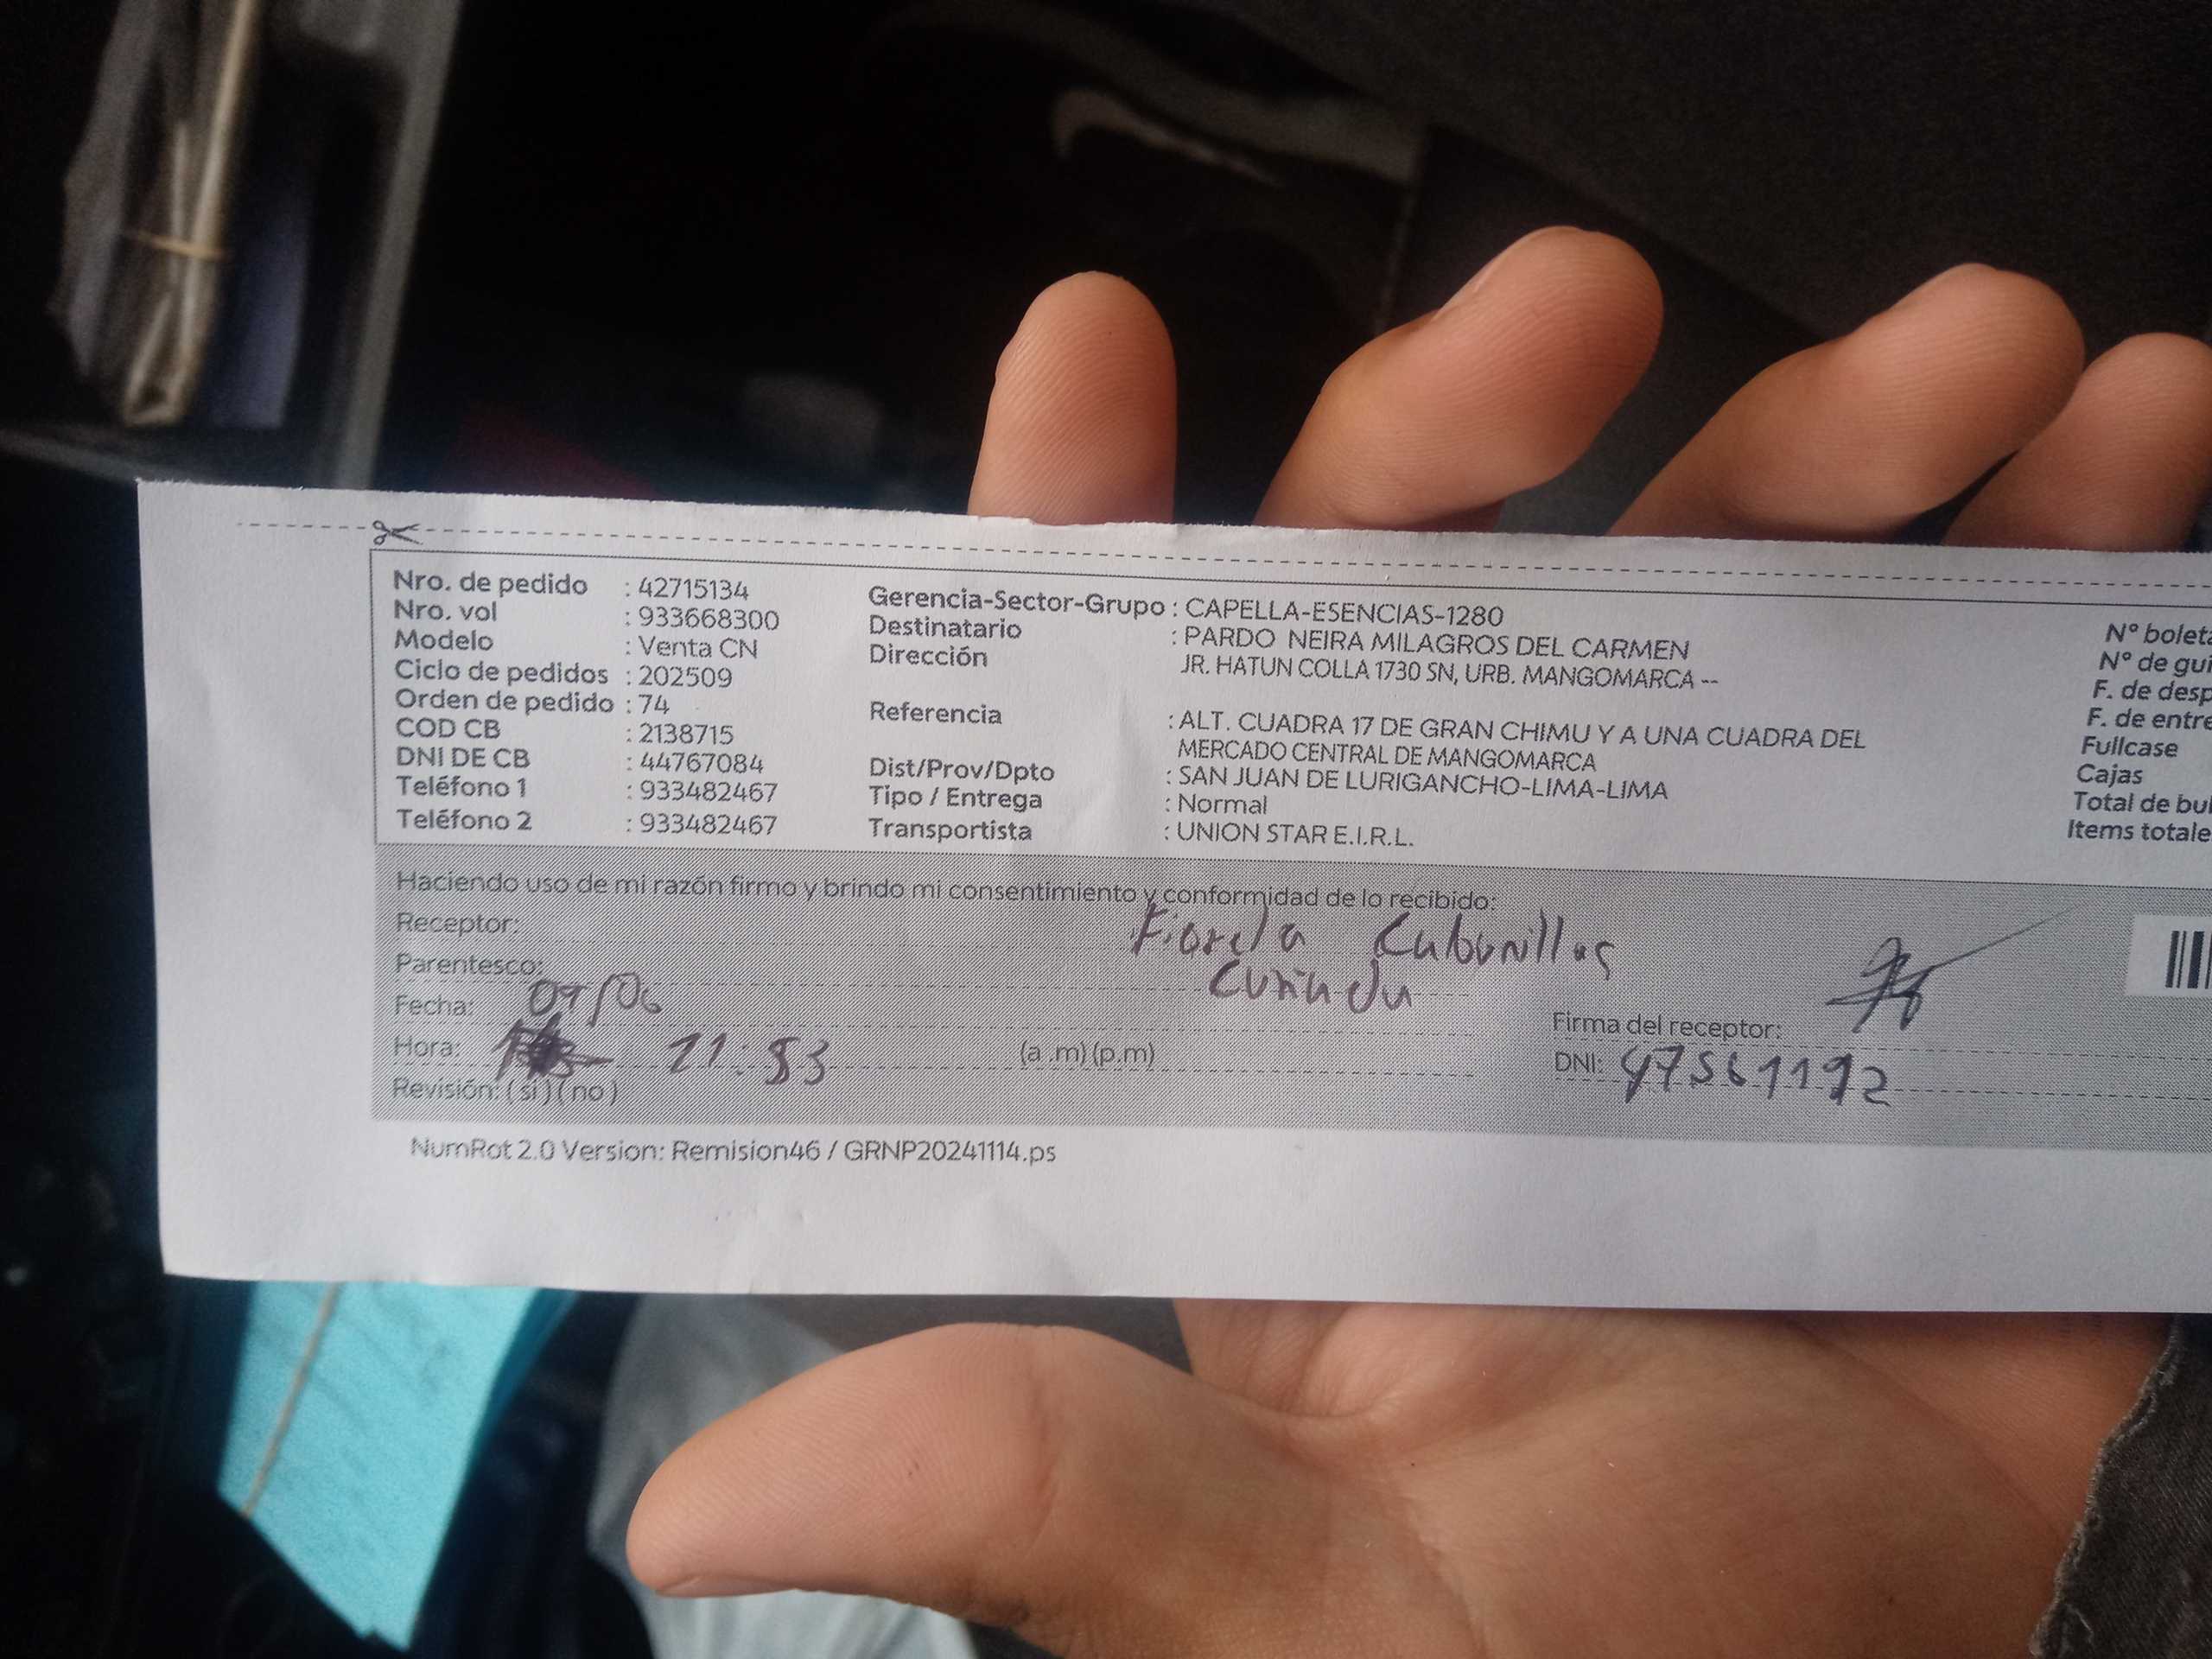 Nro. de pedido : 42715134
Nro. vol : 933668300
Modelo : Venta CN
Ciclo de pedidos : 202509
Orden de pedido : 74
COD CB : 2138715
DNI DE CB : 44767084
Teléfono 1 : 933482467
Teléfono 2 : 933482467
Gerencia-Sector-Grupo : CAPELLA-ESENCIAS-1280
Destinatario : PARDO NEIRA MILAGROS DEL CARMEN
Dirección JR. HATUN COLLA 1730 SN, URB. MANGOMARCA --
Referencia : ALT. CUADRA 17 DE GRAN CHIMU Y A UNA CUADRA DEL
MERCADO CENTRAL DE MANGOMARCA
Dist/Prov/Dpto : SAN JUAN DE LURIGANCHO-LIMA-LIMA
Tipo / Entrega : Normal
Transportista : UNION STAR E.I.R.L.
N° boleta
N° de gui
F. de desp
F. de entre
Fullcase
Cajas
Total de bul
Items totale
Haciendo uso de mi razón firmo y brindo mi consentimiento y conformidad de lo recibido:
Receptor: Fiorela Cabanillas
Parentesco: Cuñada
Fecha: 09/06
Hora: 11:53 (a .m) (p.m)
Revisión: ( si ) ( no )
Firma del receptor:
DNI: 47561192
NumRot 2.0 Version: Remision46 / GRNP20241114.ps